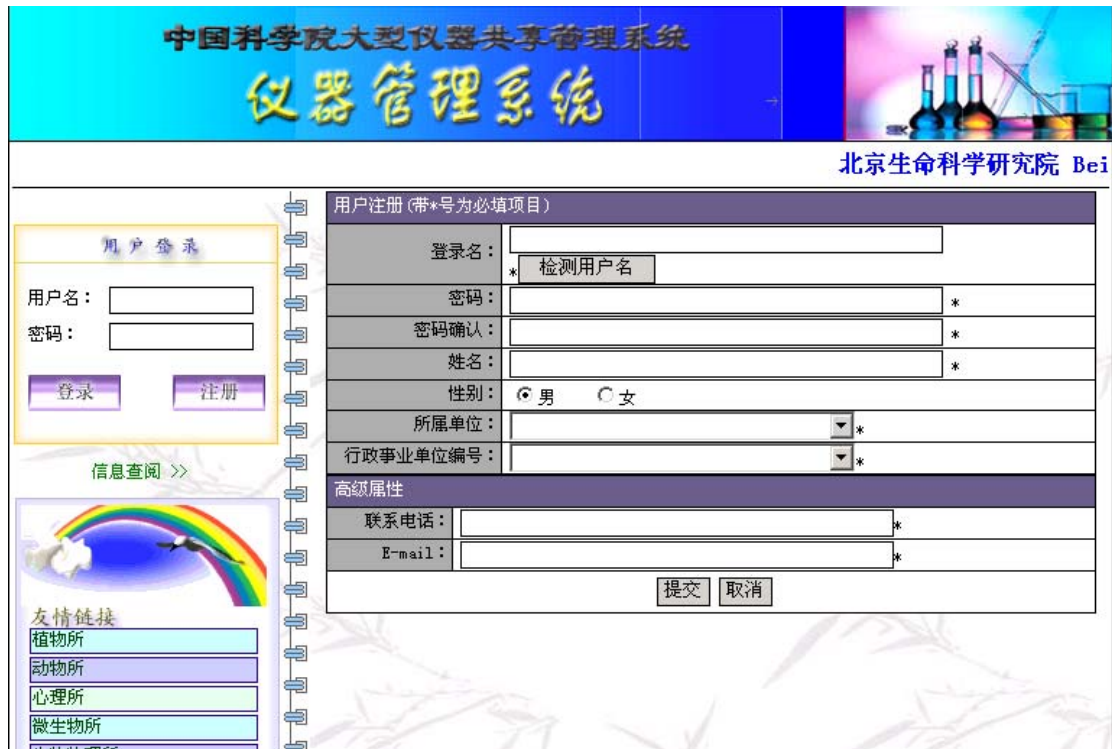 中国科学院大型仪器共享管理系统
仪器管理系统
北京生命科学研究院 Bei
用户登录
用户名：
密码：
登录 注册
信息查阅 >>
友情链接
植物所
动物所
心理所
微生物所
用户注册(带*号为必填项目)
登录名：
* 检测用户名
密码： *
密码确认： *
姓名： *
性别： 男 女
所属单位： *
行政事业单位编号： *
高级属性
联系电话： *
E-mail： *
提交 取消